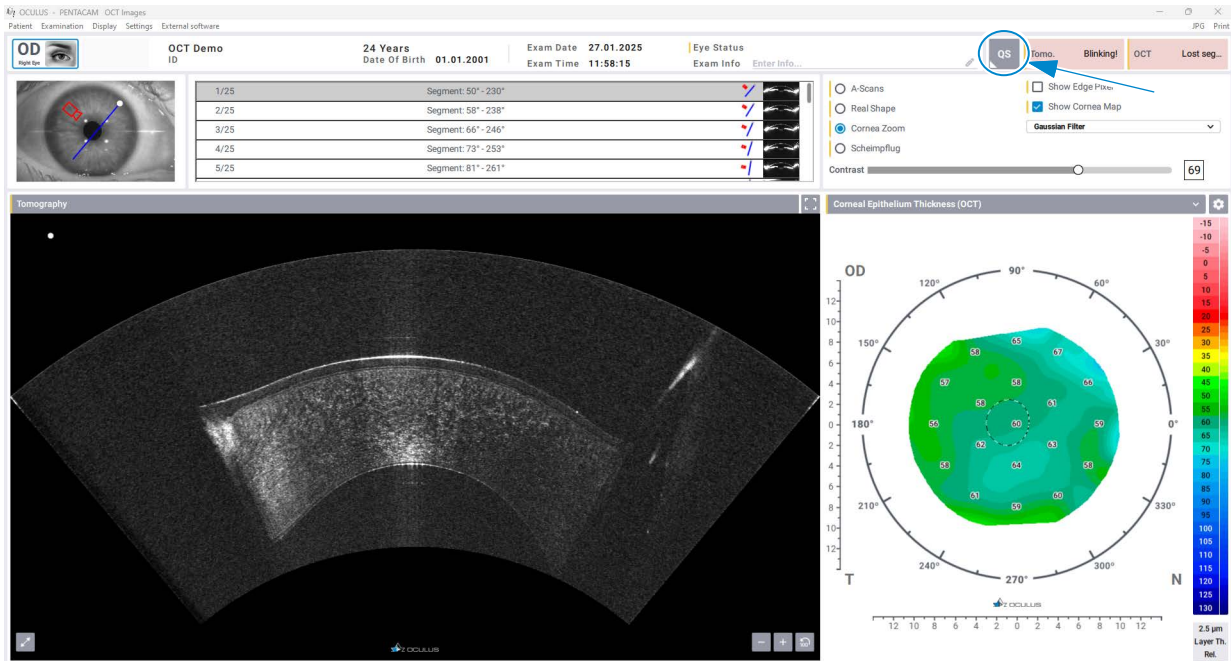 OCULUS - PENTACAM OCT Images
Patient Examination Display Settings External software JPG Print
OD
Right Eye
OCT Demo
ID
24 Years
Date Of Birth 01.01.2001
Exam Date 27.01.2025
Exam Time 11:58:15
Eye Status
Exam Info Enter Info...
QS
Tomo. Blinking!
OCT Lost seg...
1/25 Segment: 50° - 230°
2/25 Segment: 58° - 238°
3/25 Segment: 66° - 246°
4/25 Segment: 73° - 253°
5/25 Segment: 81° - 261°
A-Scans
Real Shape
Cornea Zoom
Scheimpflug
Show Edge Pixel
Show Cornea Map
Gaussian Filter
Contrast 69
Tomography
OCULUS
Corneal Epithelium Thickness (OCT)
OD
90°
120° 60°
150° 30°
180° 0°
210° 330°
240° 300°
270°
12
10
8
6
4
2
0
2
4
6
8
10
12
65
58 67
57 58 66
58 61
56 60 59
62 63
58 64 58
61 60
59
T N
OCULUS
12 10 8 6 4 2 0 2 4 6 8 10 12
-15
-10
-5
0
5
10
15
20
25
30
35
40
45
50
55
60
65
70
75
80
85
90
95
100
105
110
115
120
125
130
2.5 µm
Layer Th.
Rel.